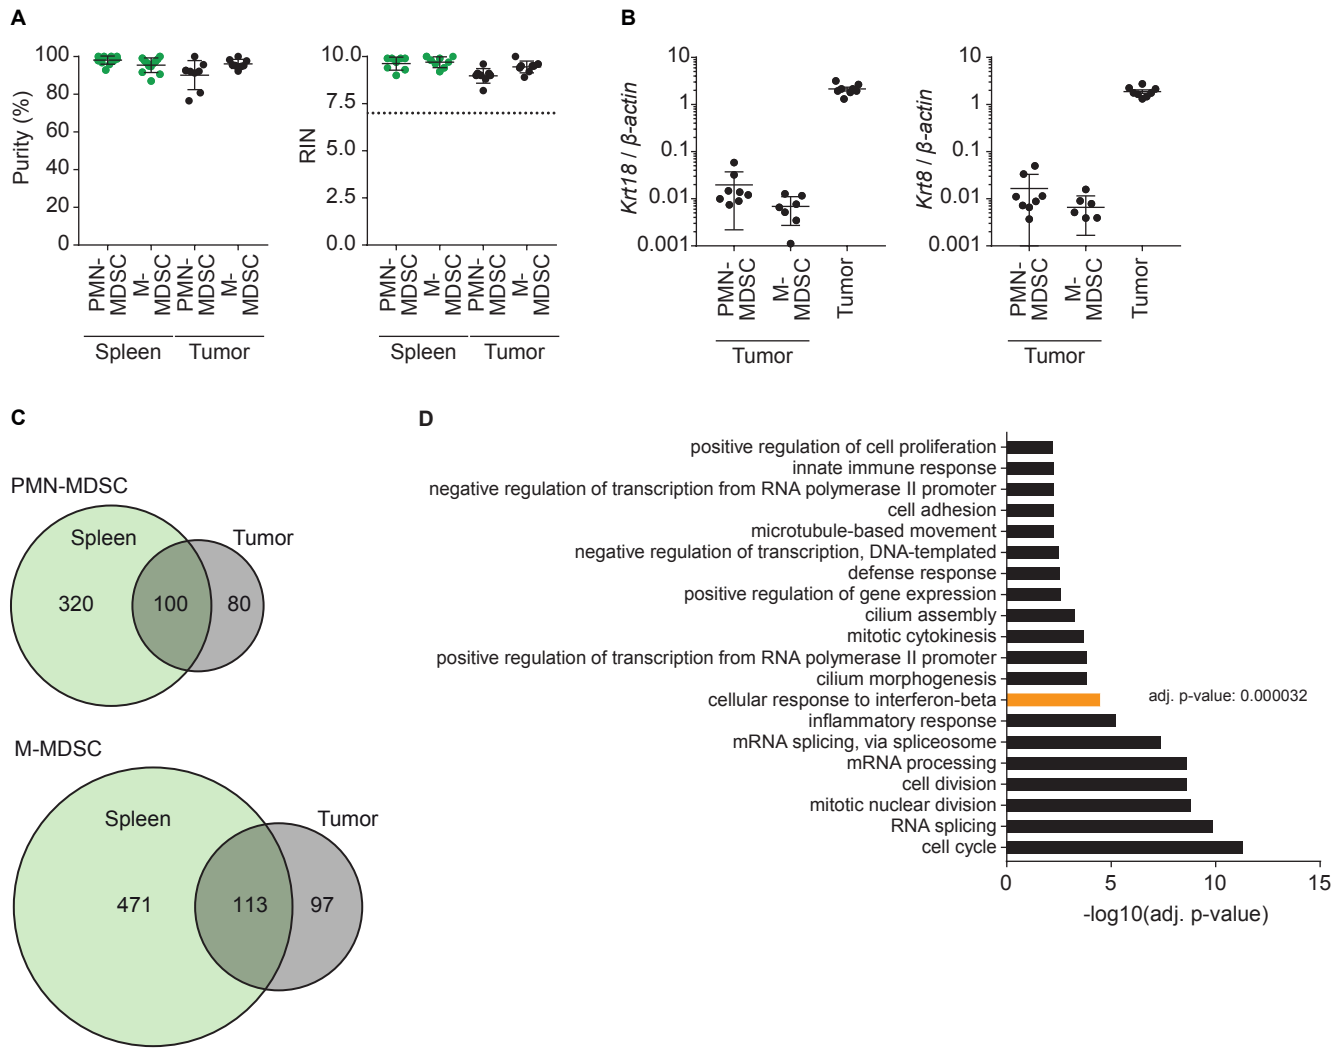 A
Purity (%)
100
80
60
40
20
0
PMN-
MDSC
M-
MDSC
PMN-
MDSC
M-
MDSC
Spleen
Tumor
RIN
10.0
7.5
5.0
2.5
0.0
PMN-
MDSC
M-
MDSC
PMN-
MDSC
M-
MDSC
Spleen
Tumor
B
Krt18 / β-actin
10
1
0.1
0.01
0.001
PMN-
MDSC
M-
MDSC
Tumor
Tumor
Krt8 / β-actin
10
1
0.1
0.01
0.001
PMN-
MDSC
M-
MDSC
Tumor
Tumor
C
PMN-MDSC
Spleen
Tumor
320
100
80
M-MDSC
Spleen
Tumor
471
113
97
D
positive regulation of cell proliferation
innate immune response
negative regulation of transcription from RNA polymerase II promoter
cell adhesion
microtubule-based movement
negative regulation of transcription, DNA-templated
defense response
positive regulation of gene expression
cilium assembly
mitotic cytokinesis
positive regulation of transcription from RNA polymerase II promoter
cilium morphogenesis
cellular response to interferon-beta
adj. p-value: 0.000032
inflammatory response
mRNA splicing, via spliceosome
mRNA processing
cell division
mitotic nuclear division
RNA splicing
cell cycle
0
5
10
15
-log10(adj. p-value)